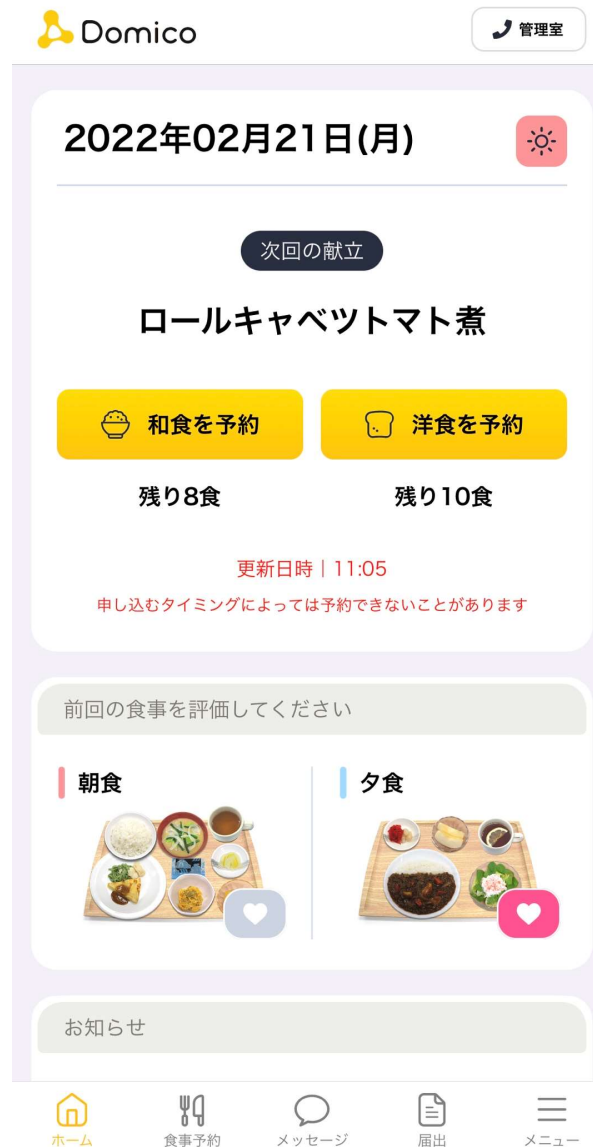 Domico
管理室
2022年02月21日(月)
次回の献立
ロールキャベツトマト煮
和食を予約
洋食を予約
残り8食
残り10食
更新日時｜11:05
申し込むタイミングによっては予約できないことがあります
前回の食事を評価してください
朝食
夕食
お知らせ
ホーム
食事予約
メッセージ
届出
メニュー